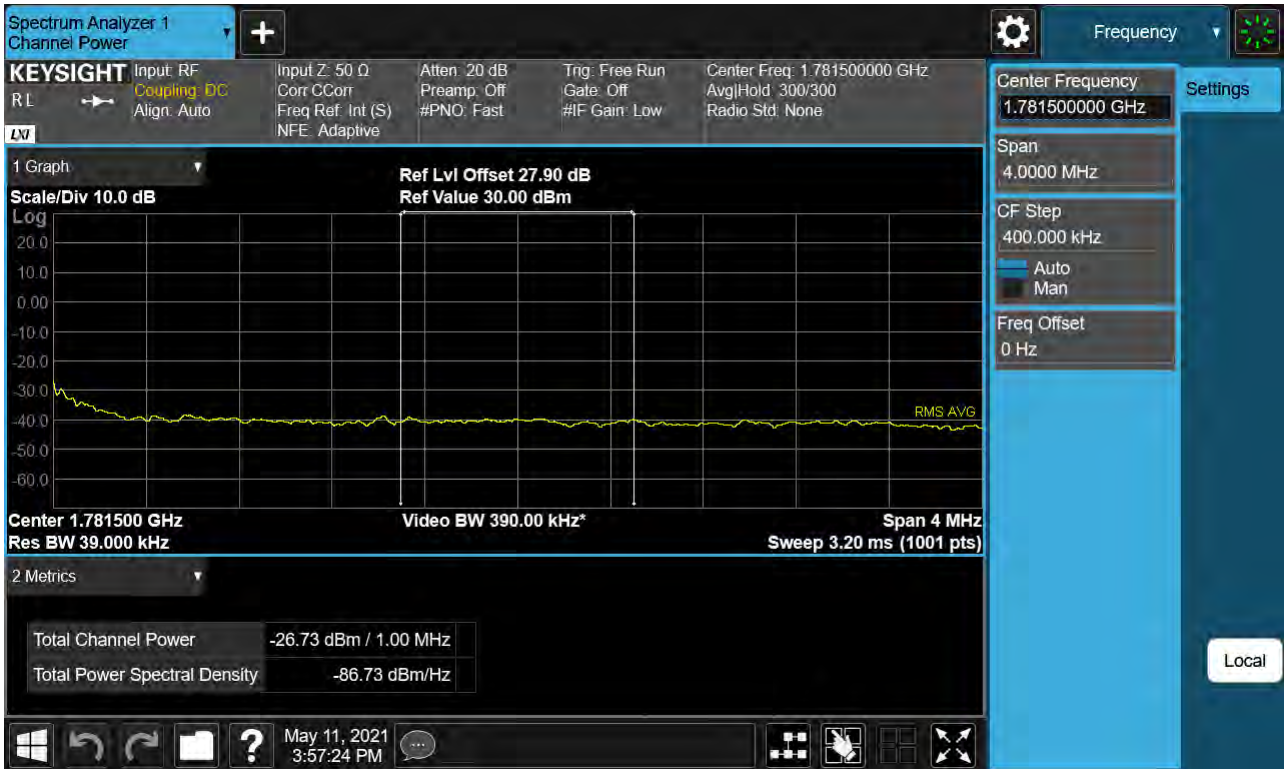 Spectrum Analyzer 1
Channel Power
+
Frequency
KEYSIGHT
R L
LXI
Input: RF
Coupling: DC
Align: Auto
Input Z: 50 Ω
Corr CCorr
Freq Ref: Int (S)
NFE: Adaptive
Atten: 20 dB
Preamp: Off
#PNO: Fast
Trig: Free Run
Gate: Off
#IF Gain: Low
Center Freq: 1.781500000 GHz
Avg|Hold: 300/300
Radio Std: None
Center Frequency
1.781500000 GHz
Settings
Span
4.0000 MHz
CF Step
400.000 kHz
Auto
Man
Freq Offset
0 Hz
1 Graph
Scale/Div 10.0 dB
Ref Lvl Offset 27.90 dB
Ref Value 30.00 dBm
Log
20.0
10.0
0.00
-10.0
-20.0
-30.0
-40.0
-50.0
-60.0
RMS AVG
Center 1.781500 GHz
Video BW 390.00 kHz*
Span 4 MHz
Res BW 39.000 kHz
Sweep 3.20 ms (1001 pts)
2 Metrics
Total Channel Power -26.73 dBm / 1.00 MHz
Total Power Spectral Density -86.73 dBm/Hz
Local
?
May 11, 2021
3:57:24 PM